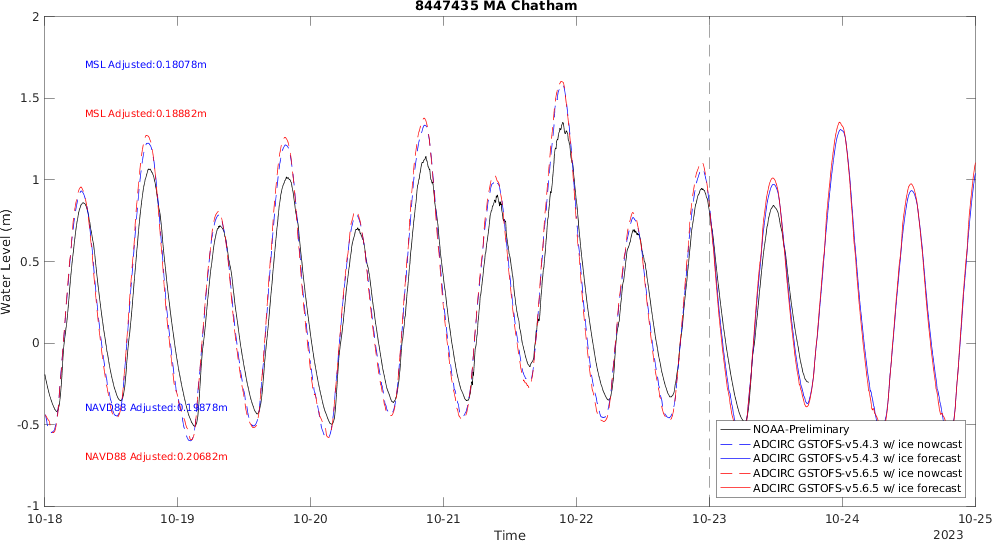 8447435 MA Chatham
2
1.5
1
0.5
0
-0.5
-1
Water Level (m)
MSL Adjusted:0.18078m
MSL Adjusted:0.18882m
NAVD88 Adjusted:0.19878m
NAVD88 Adjusted:0.20682m
NOAA-Preliminary
ADCIRC GSTOFS-v5.4.3 w/ ice nowcast
ADCIRC GSTOFS-v5.4.3 w/ ice forecast
ADCIRC GSTOFS-v5.6.5 w/ ice nowcast
ADCIRC GSTOFS-v5.6.5 w/ ice forecast
10-18 10-19 10-20 10-21 10-22 10-23 10-24 10-25
Time
2023